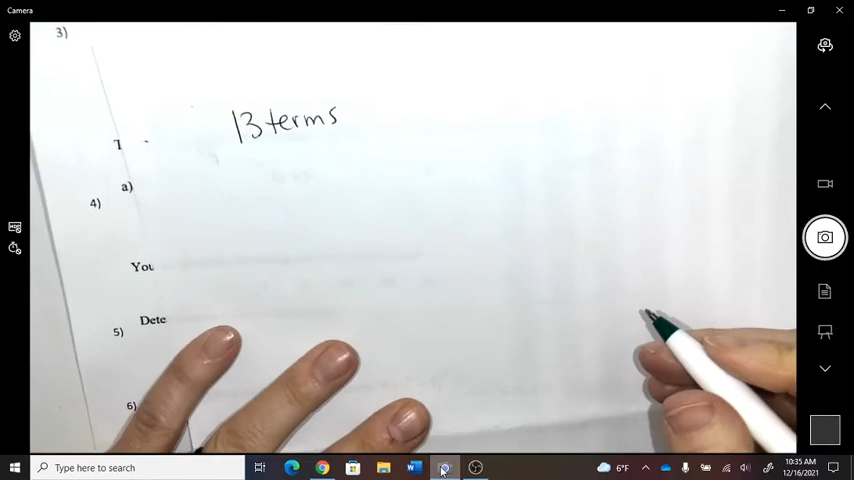 Camera
3)
13 terms
a)
4)
You
5) Dete
6)
Type here to search
6°F
10:35 AM
12/16/2021